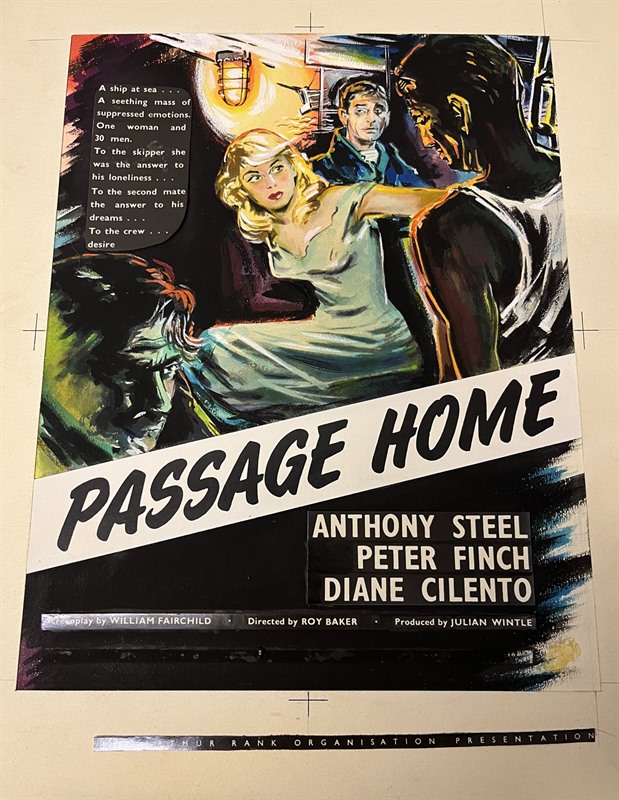 A ship at sea . . .
A seething mass of
suppressed emotions.
One woman and
30 men.
To the skipper she
was the answer to
his loneliness . . .
To the second mate
the answer to his
dreams . . .
To the crew . . .
desire
PASSAGE HOME
ANTHONY STEEL
PETER FINCH
DIANE CILENTO
Screenplay by WILLIAM FAIRCHILD · Directed by ROY BAKER · Produced by JULIAN WINTLE
RANK ORGANISATION PRESENTATION